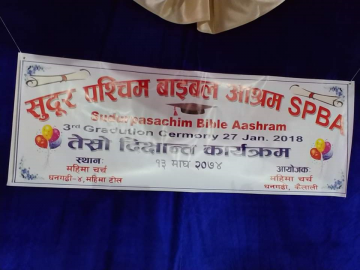 सुदूर पश्चिम बाइबल आश्रम SPBA
Sudurpasachim Bible Aashram
3rd Gradution Cermony 27 Jan. 2018
तेस्रो दिक्षान्त कार्यक्रम
स्थानः १३ माघ २०७४ आयोजकः
महिमा चर्च महिमा चर्च
धनगढी-४, महिमा टोल धनगढी, कैलाली